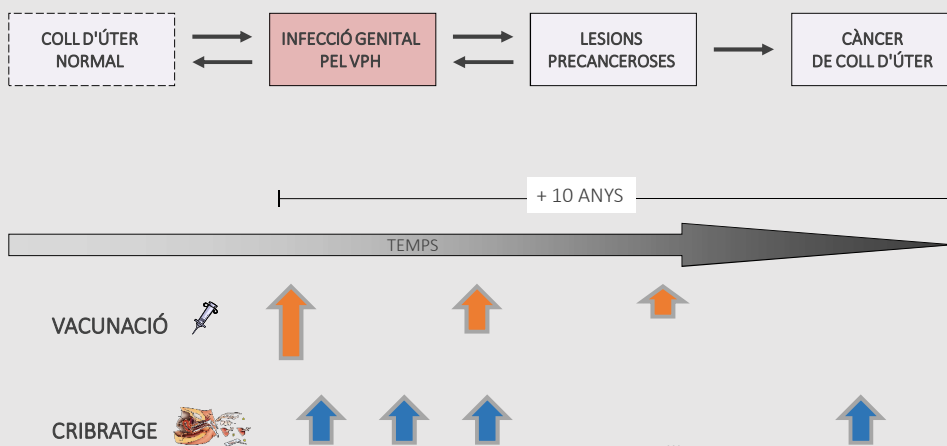 COLL D'ÚTER
NORMAL
INFECCIÓ GENITAL
PEL VPH
LESIONS
PRECANCEROSES
CÀNCER
DE COLL D'ÚTER
+ 10 ANYS
TEMPS
VACUNACIÓ
CRIBRATGE